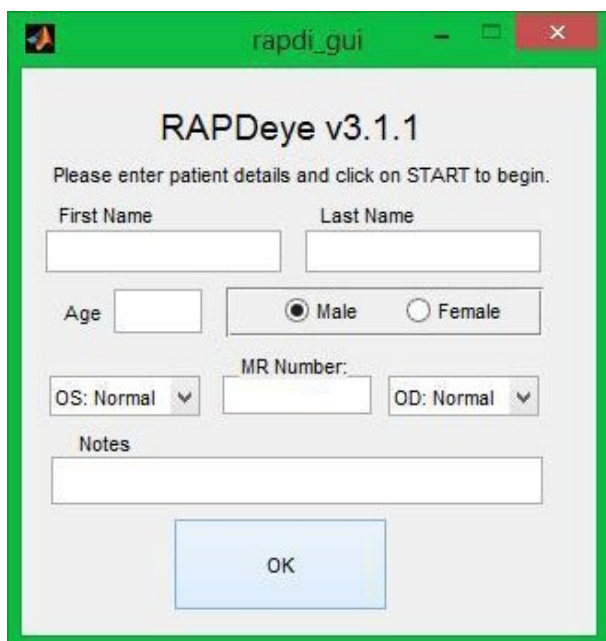 rapdi_gui
RAPDeye v3.1.1
Please enter patient details and click on START to begin.
First Name Last Name
Age Male Female
MR Number:
OS: Normal OD: Normal
Notes
OK